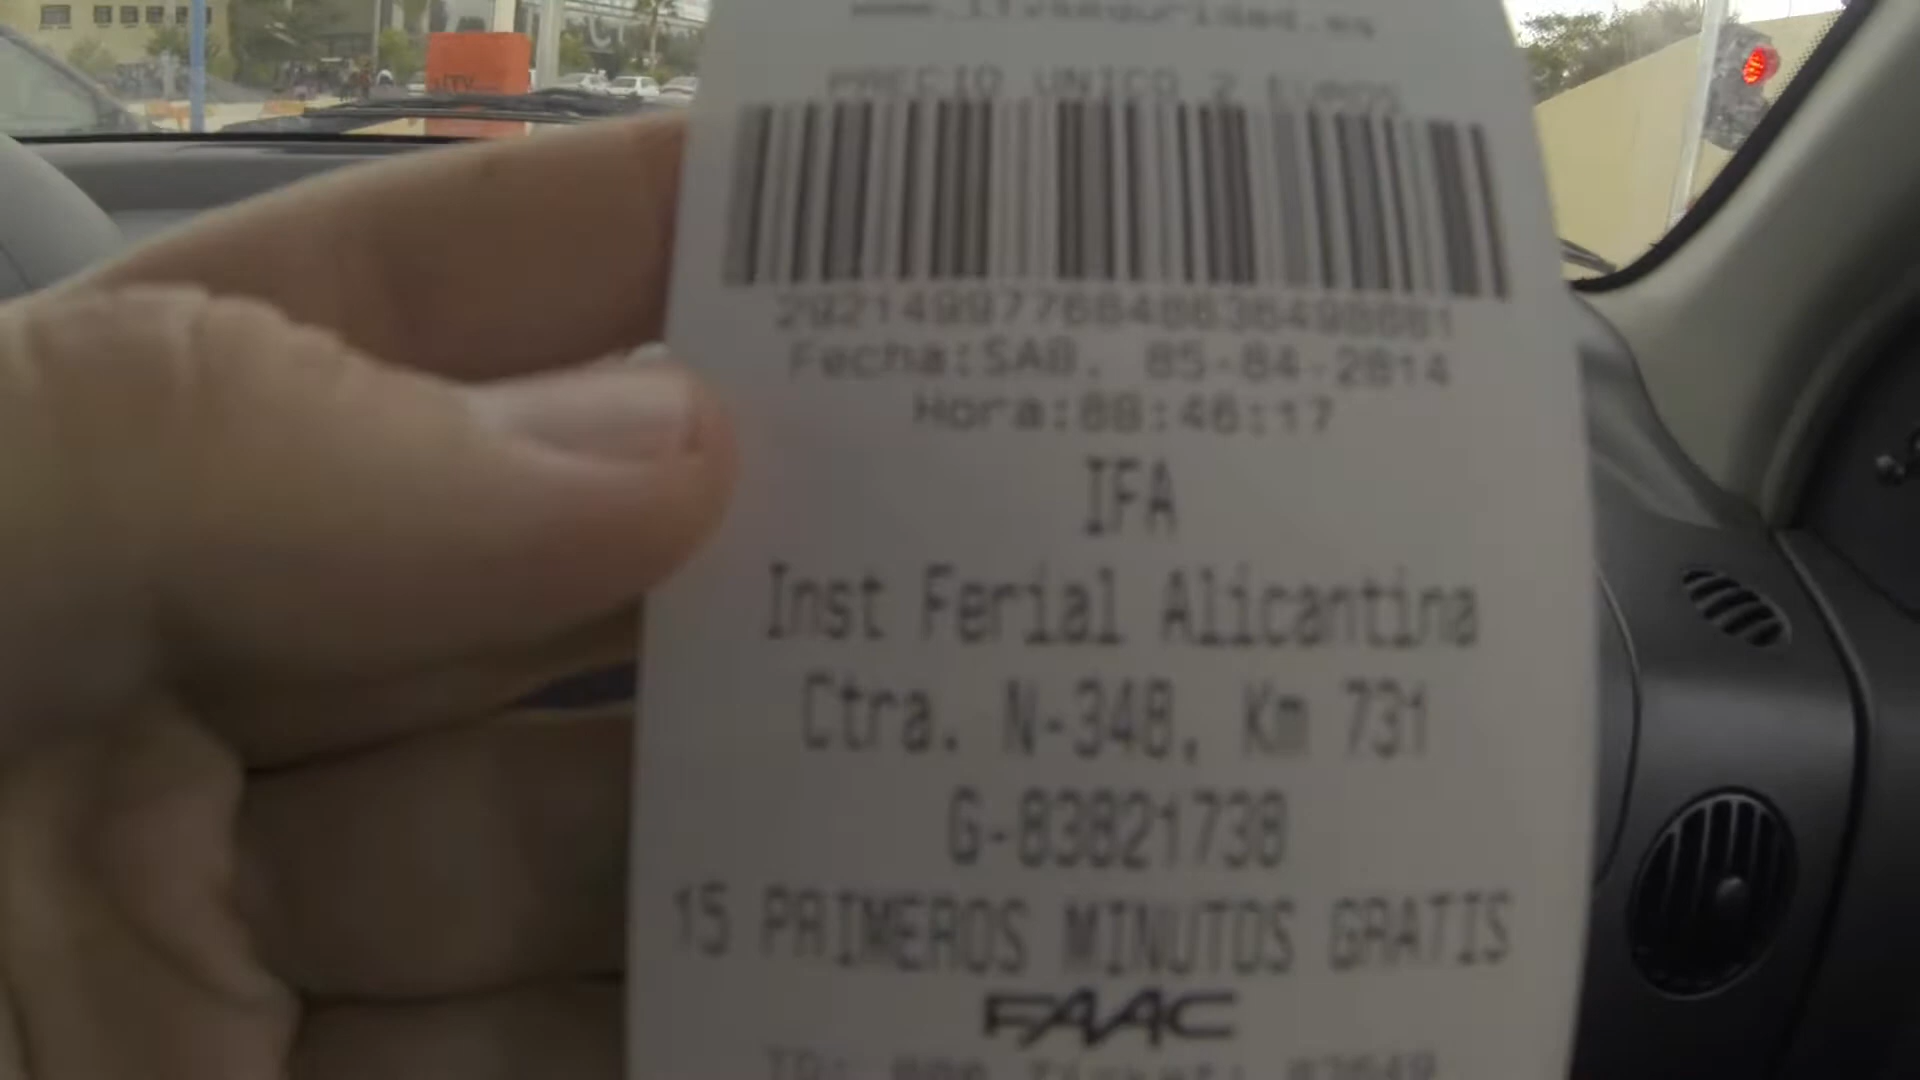 PRECIO UNICO 2 EUROS
Fecha:SAB. 05-04-2014
Hora:08:46:17
IFA
Inst Ferial Alicantina
Ctra. N-340, Km 731
G-03021730
15 PRIMEROS MINUTOS GRATIS
FAAC